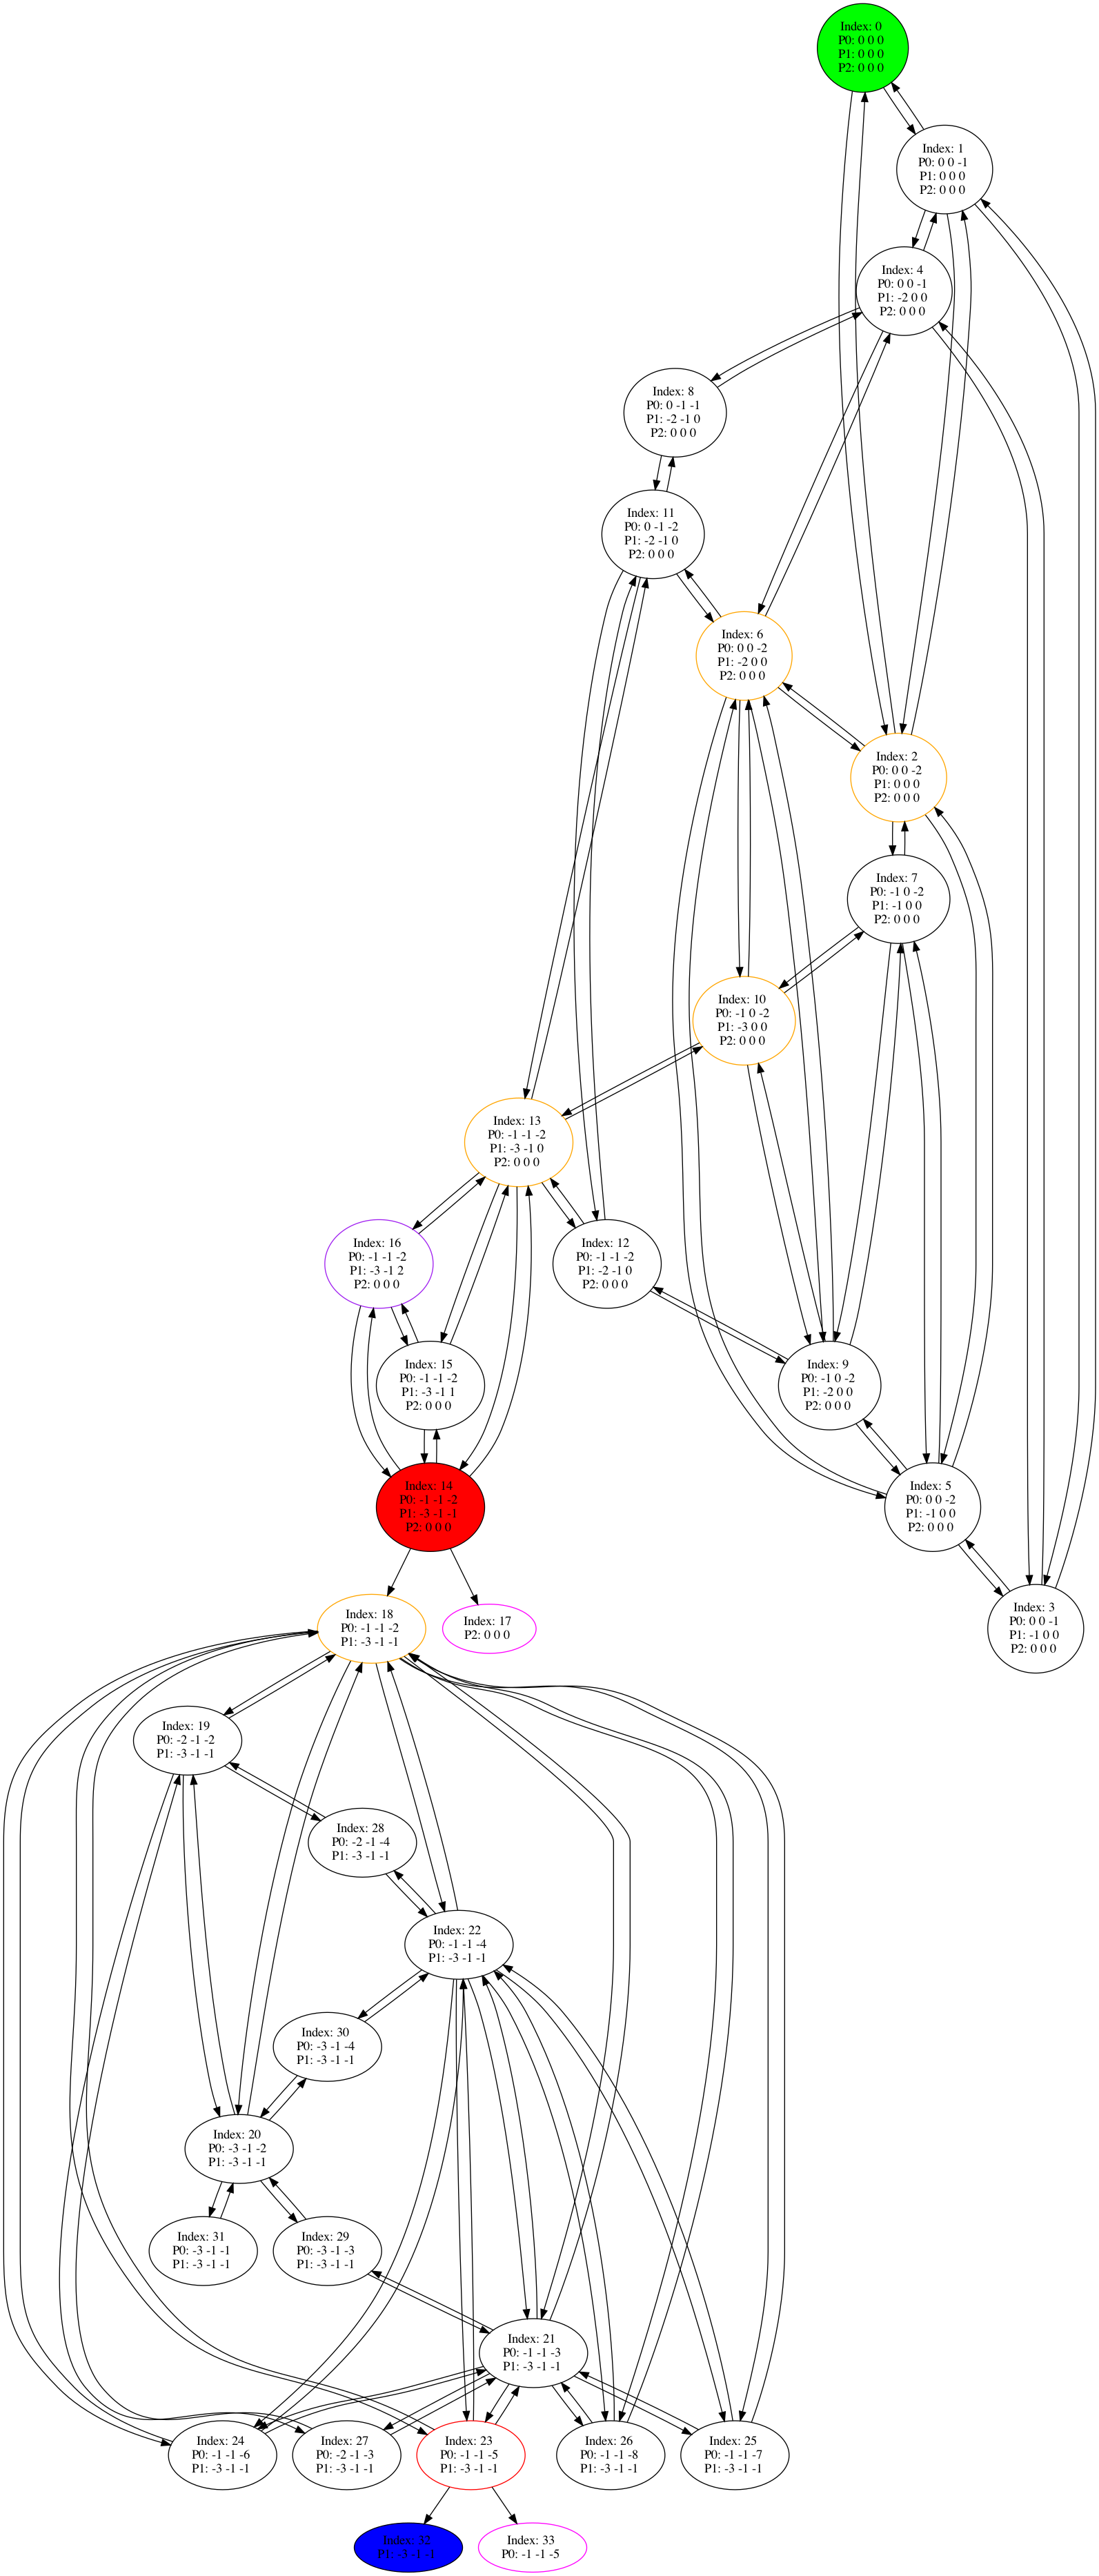 Index: 0
P0: 0 0 0
P1: 0 0 0
P2: 0 0 0
Index: 1
P0: 0 0 -1
P1: 0 0 0
P2: 0 0 0
Index: 4
P0: 0 0 -1
P1: -2 0 0
P2: 0 0 0
Index: 8
P0: 0 -1 -1
P1: -2 -1 0
P2: 0 0 0
Index: 11
P0: 0 -1 -2
P1: -2 -1 0
P2: 0 0 0
Index: 6
P0: 0 0 -2
P1: -2 0 0
P2: 0 0 0
Index: 2
P0: 0 0 -2
P1: 0 0 0
P2: 0 0 0
Index: 7
P0: -1 0 -2
P1: -1 0 0
P2: 0 0 0
Index: 10
P0: -1 0 -2
P1: -3 0 0
P2: 0 0 0
Index: 13
P0: -1 -1 -2
P1: -3 -1 0
P2: 0 0 0
Index: 16
P0: -1 -1 -2
P1: -3 -1 2
P2: 0 0 0
Index: 12
P0: -1 -1 -2
P1: -2 -1 0
P2: 0 0 0
Index: 15
P0: -1 -1 -2
P1: -3 -1 1
P2: 0 0 0
Index: 9
P0: -1 0 -2
P1: -2 0 0
P2: 0 0 0
Index: 14
P0: -1 -1 -2
P1: -3 -1 -1
P2: 0 0 0
Index: 5
P0: 0 0 -2
P1: -1 0 0
P2: 0 0 0
Index: 18
P0: -1 -1 -2
P1: -3 -1 -1
Index: 17
P2: 0 0 0
Index: 3
P0: 0 0 -1
P1: -1 0 0
P2: 0 0 0
Index: 19
P0: -2 -1 -2
P1: -3 -1 -1
Index: 28
P0: -2 -1 -4
P1: -3 -1 -1
Index: 22
P0: -1 -1 -4
P1: -3 -1 -1
Index: 30
P0: -3 -1 -4
P1: -3 -1 -1
Index: 20
P0: -3 -1 -2
P1: -3 -1 -1
Index: 31
P0: -3 -1 -1
P1: -3 -1 -1
Index: 29
P0: -3 -1 -3
P1: -3 -1 -1
Index: 21
P0: -1 -1 -3
P1: -3 -1 -1
Index: 24
P0: -1 -1 -6
P1: -3 -1 -1
Index: 27
P0: -2 -1 -3
P1: -3 -1 -1
Index: 23
P0: -1 -1 -5
P1: -3 -1 -1
Index: 26
P0: -1 -1 -8
P1: -3 -1 -1
Index: 25
P0: -1 -1 -7
P1: -3 -1 -1
Index: 32
P1: -3 -1 -1
Index: 33
P0: -1 -1 -5